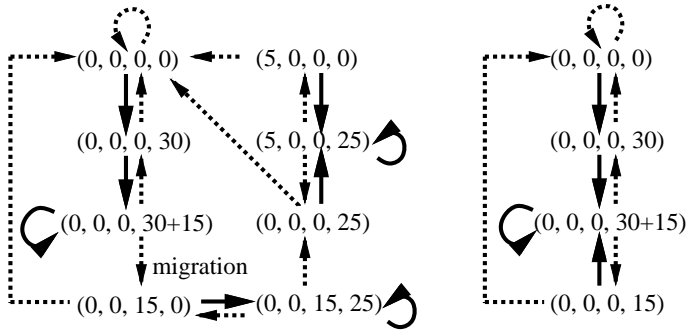 (0, 0, 0, 0) (5, 0, 0, 0) (0, 0, 0, 0)
(0, 0, 0, 30) (5, 0, 0, 25) (0, 0, 0, 30)
(0, 0, 0, 30+15) (0, 0, 0, 25) (0, 0, 0, 30+15)
migration
(0, 0, 15, 0) (0, 0, 15, 25) (0, 0, 0, 15)